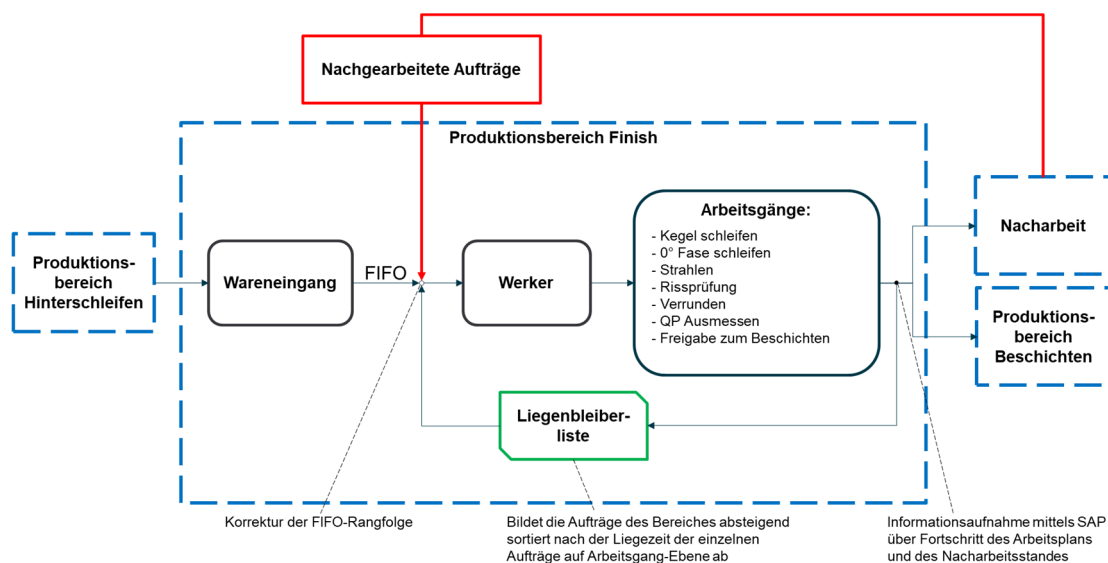 Nachgearbeitete Aufträge
Produktionsbereich Finish
Produktions-
bereich
Hinterschleifen
Wareneingang
FIFO
Werker
Arbeitsgänge:
- Kegel schleifen
- 0° Fase schleifen
- Strahlen
- Rissprüfung
- Verrunden
- QP Ausmessen
- Freigabe zum Beschichten
Nacharbeit
Produktions-
bereich
Beschichten
Liegenbleiber-
liste
Korrektur der FIFO-Rangfolge
Bildet die Aufträge des Bereiches absteigend
sortiert nach der Liegezeit der einzelnen
Aufträge auf Arbeitsgang-Ebene ab
Informationsaufnahme mittels SAP
über Fortschritt des Arbeitsplans
und des Nacharbeitsstandes